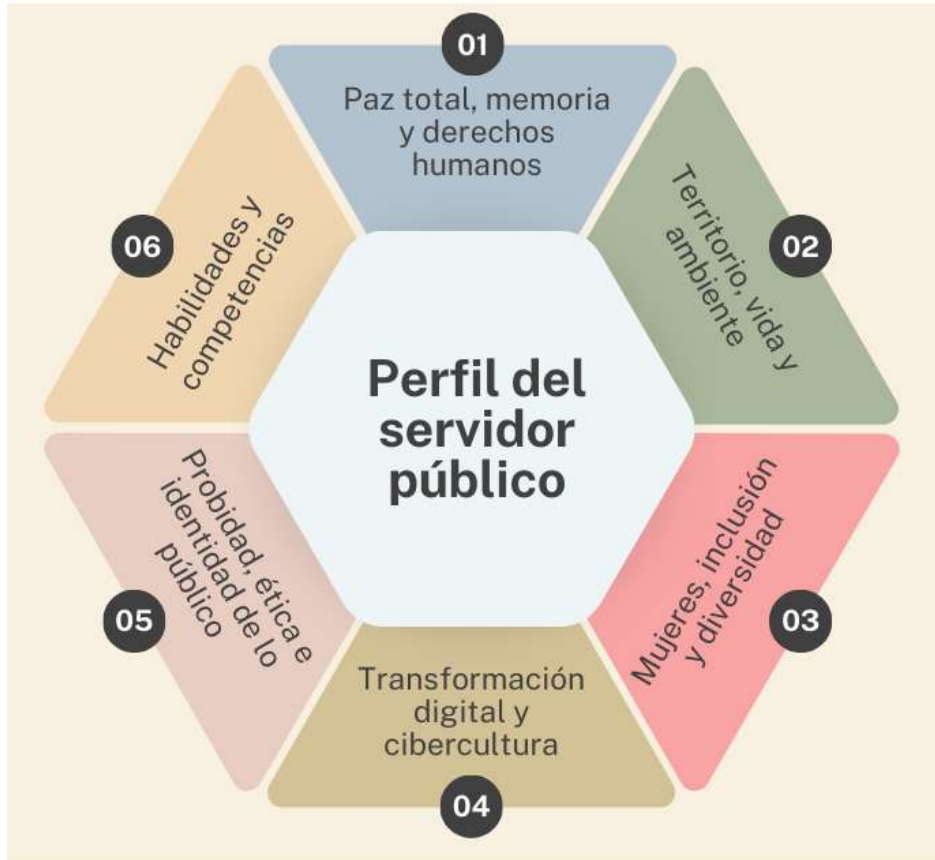 01
Paz total, memoria
y derechos
humanos
02
Territorio, vida y
ambiente
03
Mujeres, inclusión
y diversidad
04
Transformación
digital y
cibercultura
05
Probidad, ética e
identidad de lo
público
06
Habilidades y
competencias
Perfil del
servidor
público